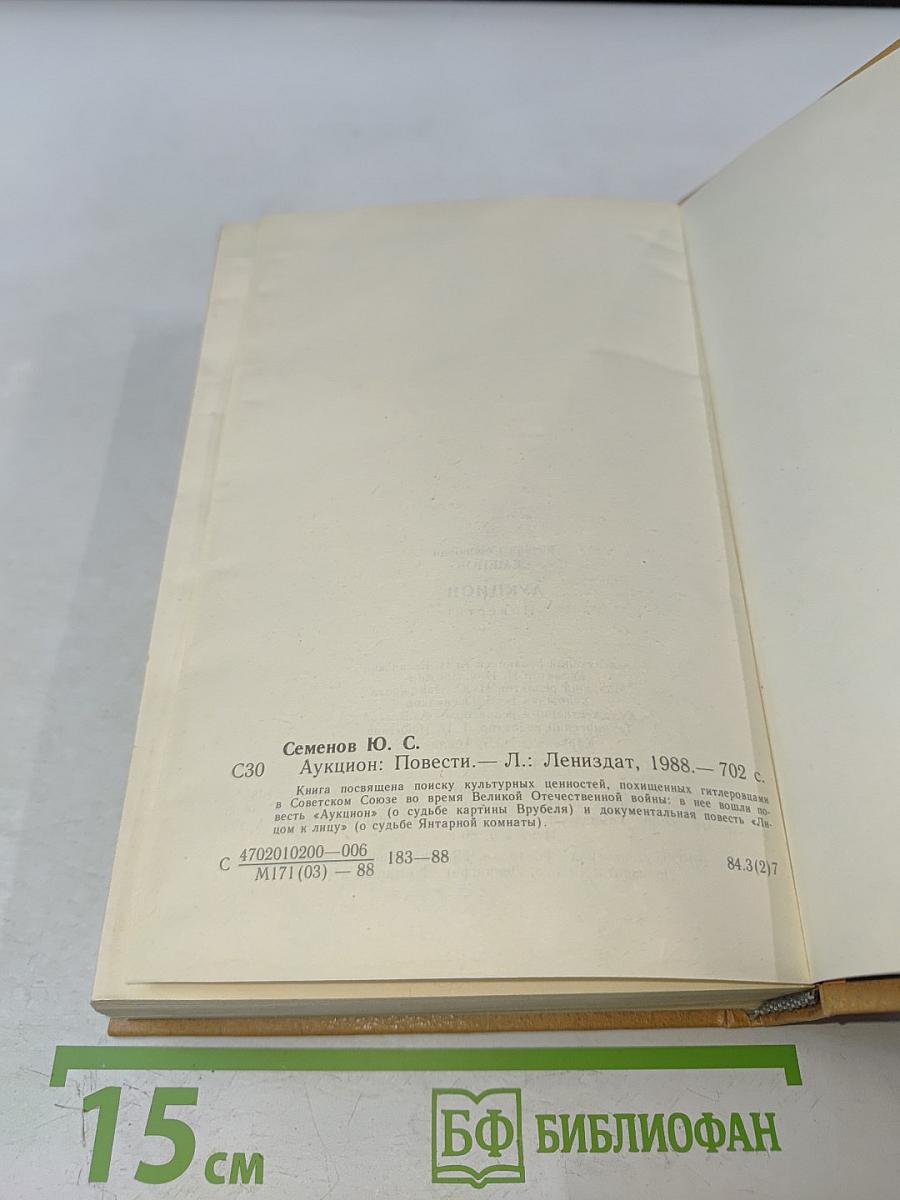 Семенов Ю. С.
С30 Аукцион: Повести.— Л.: Лениздат, 1988.— 702 с.
Книга посвящена поиску культурных ценностей, похищенных гитлеровцами
в Советском Союзе во время Великой Отечественной войны: в нее вошли по-
весть «Аукцион» (о судьбе картины Врубеля) и документальная повесть «Ли-
цом к лицу» (о судьбе Янтарной комнаты).
С 4702010200—006 183—88 84.3(2)7
М171(03) — 88
15 см БФ БИБЛИОФАН